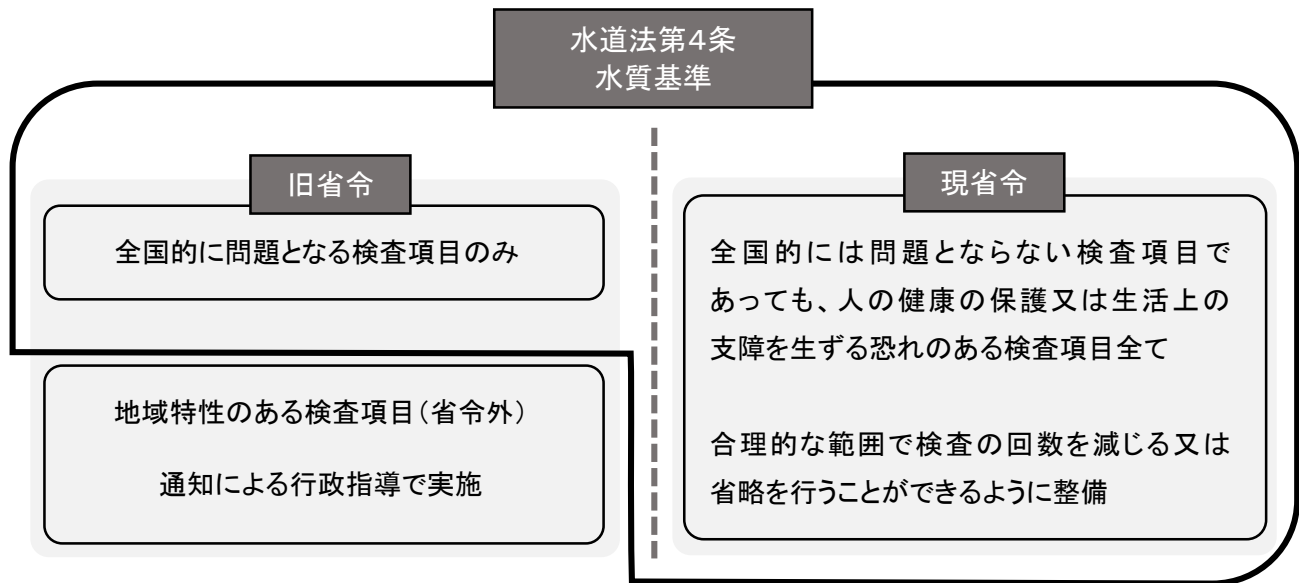 水道法第4条
水質基準
旧省令
全国的に問題となる検査項目のみ
地域特性のある検査項目（省令外）
通知による行政指導で実施
現省令
全国的には問題とならない検査項目で
あっても、人の健康の保護又は生活上の
支障を生ずる恐れのある検査項目全て
合理的な範囲で検査の回数を減じる又は
省略を行うことができるように整備